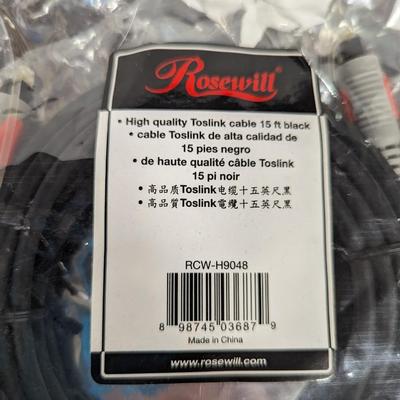 Rosewill
• High quality Toslink cable 15 ft black
• cable Toslink de alta calidad de
15 pies negro
• de haute qualité câble Toslink
15 pi noir
• 高品质Toslink电缆十五英尺黑
• 高品質Toslink電纜十五英尺黑
RCW-H9048
8 98745 03687 9
Made in China
www.rosewill.com